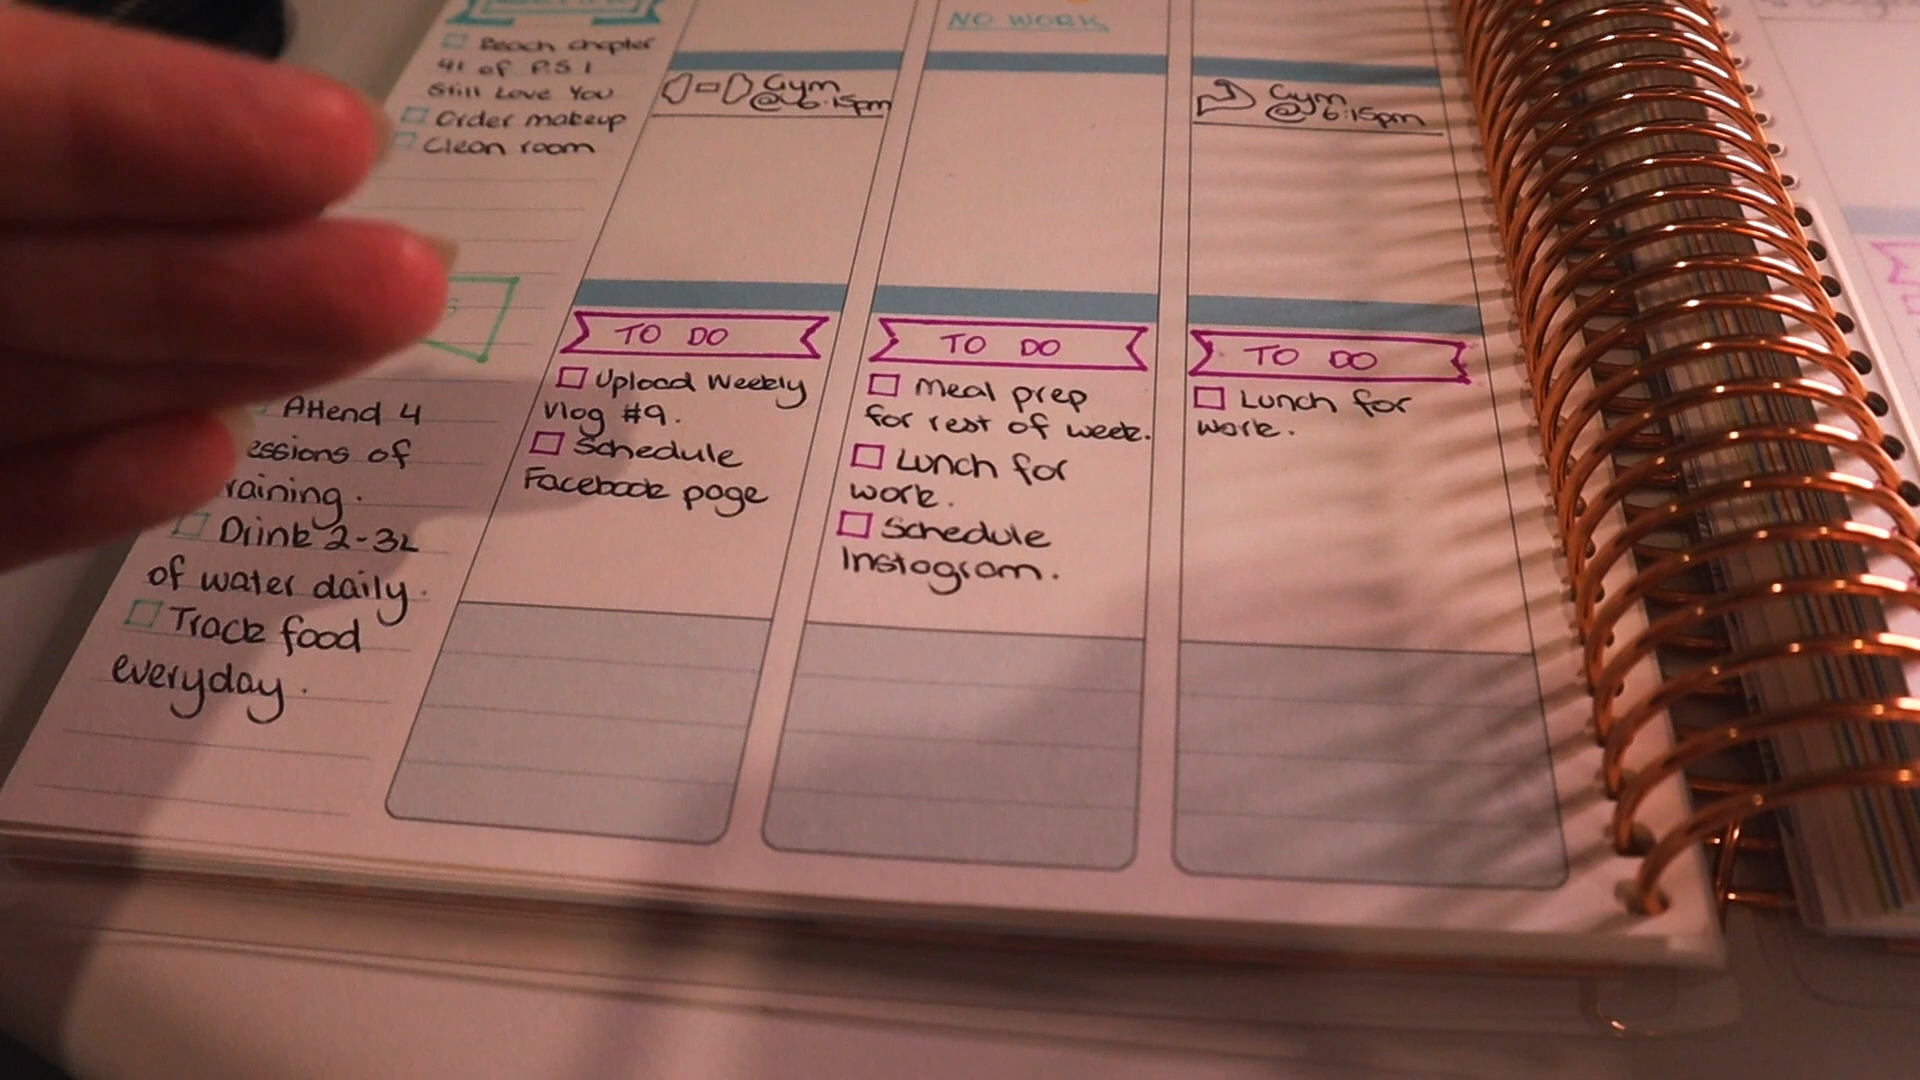 Reach chapter
41 of P.S I
Still Love You
Order makeup
Clean room
Attend 4
essions of
raining.
Drink 2-3L
of water daily.
Track food
everyday.
Gym
@6:15pm
TO DO
Upload Weekly
Vlog #9.
Schedule
Facebook page
NO WORK
TO DO
Meal prep
for rest of week.
Lunch for
work.
Schedule
Instagram.
Gym
@6:15pm
TO DO
Lunch for
work.